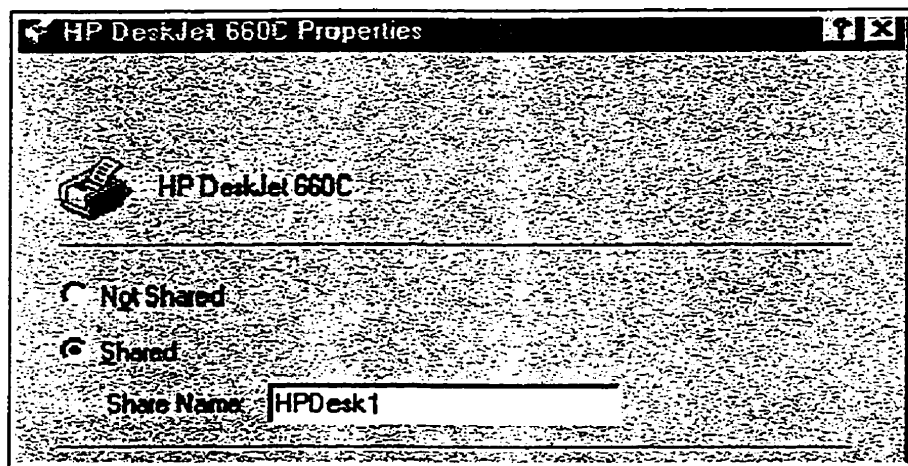 HP DeskJet 660C Properties
HP DeskJet 660C
Not Shared
Shared
Share Name: HPDesk1